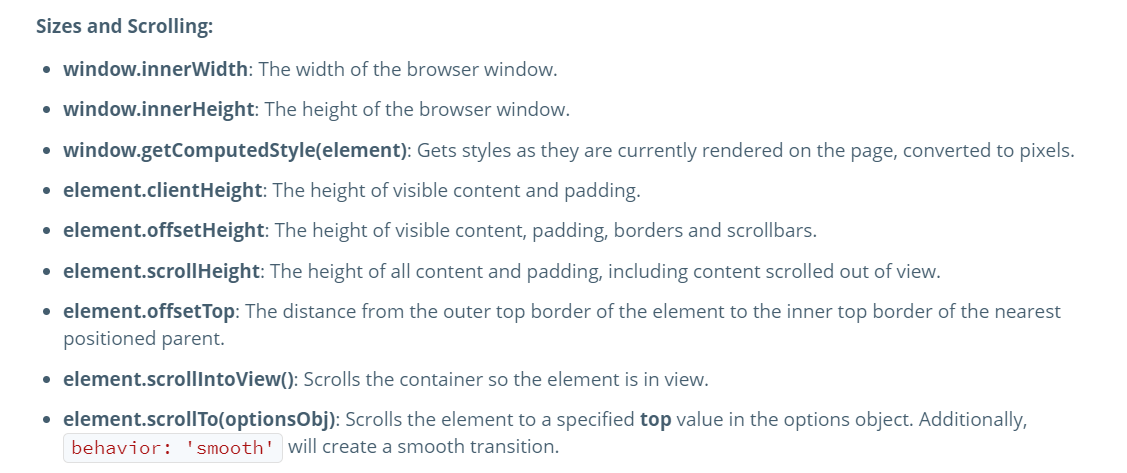 Sizes and Scrolling:
• window.innerWidth: The width of the browser window.
• window.innerHeight: The height of the browser window.
• window.getComputedStyle(element): Gets styles as they are currently rendered on the page, converted to pixels.
• element.clientHeight: The height of visible content and padding.
• element.offsetHeight: The height of visible content, padding, borders and scrollbars.
• element.scrollHeight: The height of all content and padding, including content scrolled out of view.
• element.offsetTop: The distance from the outer top border of the element to the inner top border of the nearest
positioned parent.
• element.scrollIntoView(): Scrolls the container so the element is in view.
• element.scrollTo(optionsObj): Scrolls the element to a specified top value in the options object. Additionally,
behavior: 'smooth' will create a smooth transition.